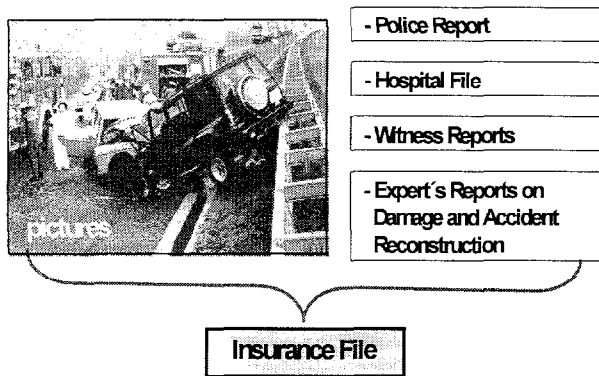 - Police Report
- Hospital File
- Witness Reports
- Expert´s Reports on
Damage and Accident
Reconstruction
pictures
Insurance File